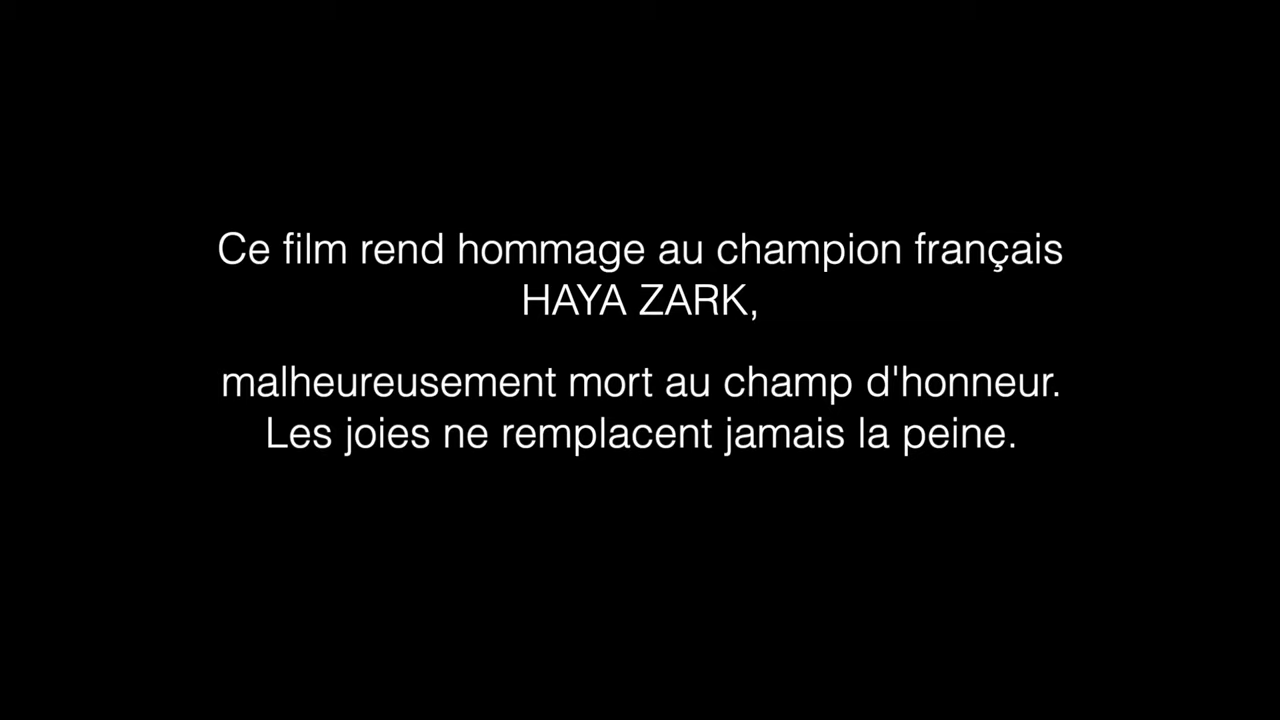 Ce film rend hommage au champion français
HAYA ZARK,
malheureusement mort au champ d'honneur.
Les joies ne remplacent jamais la peine.